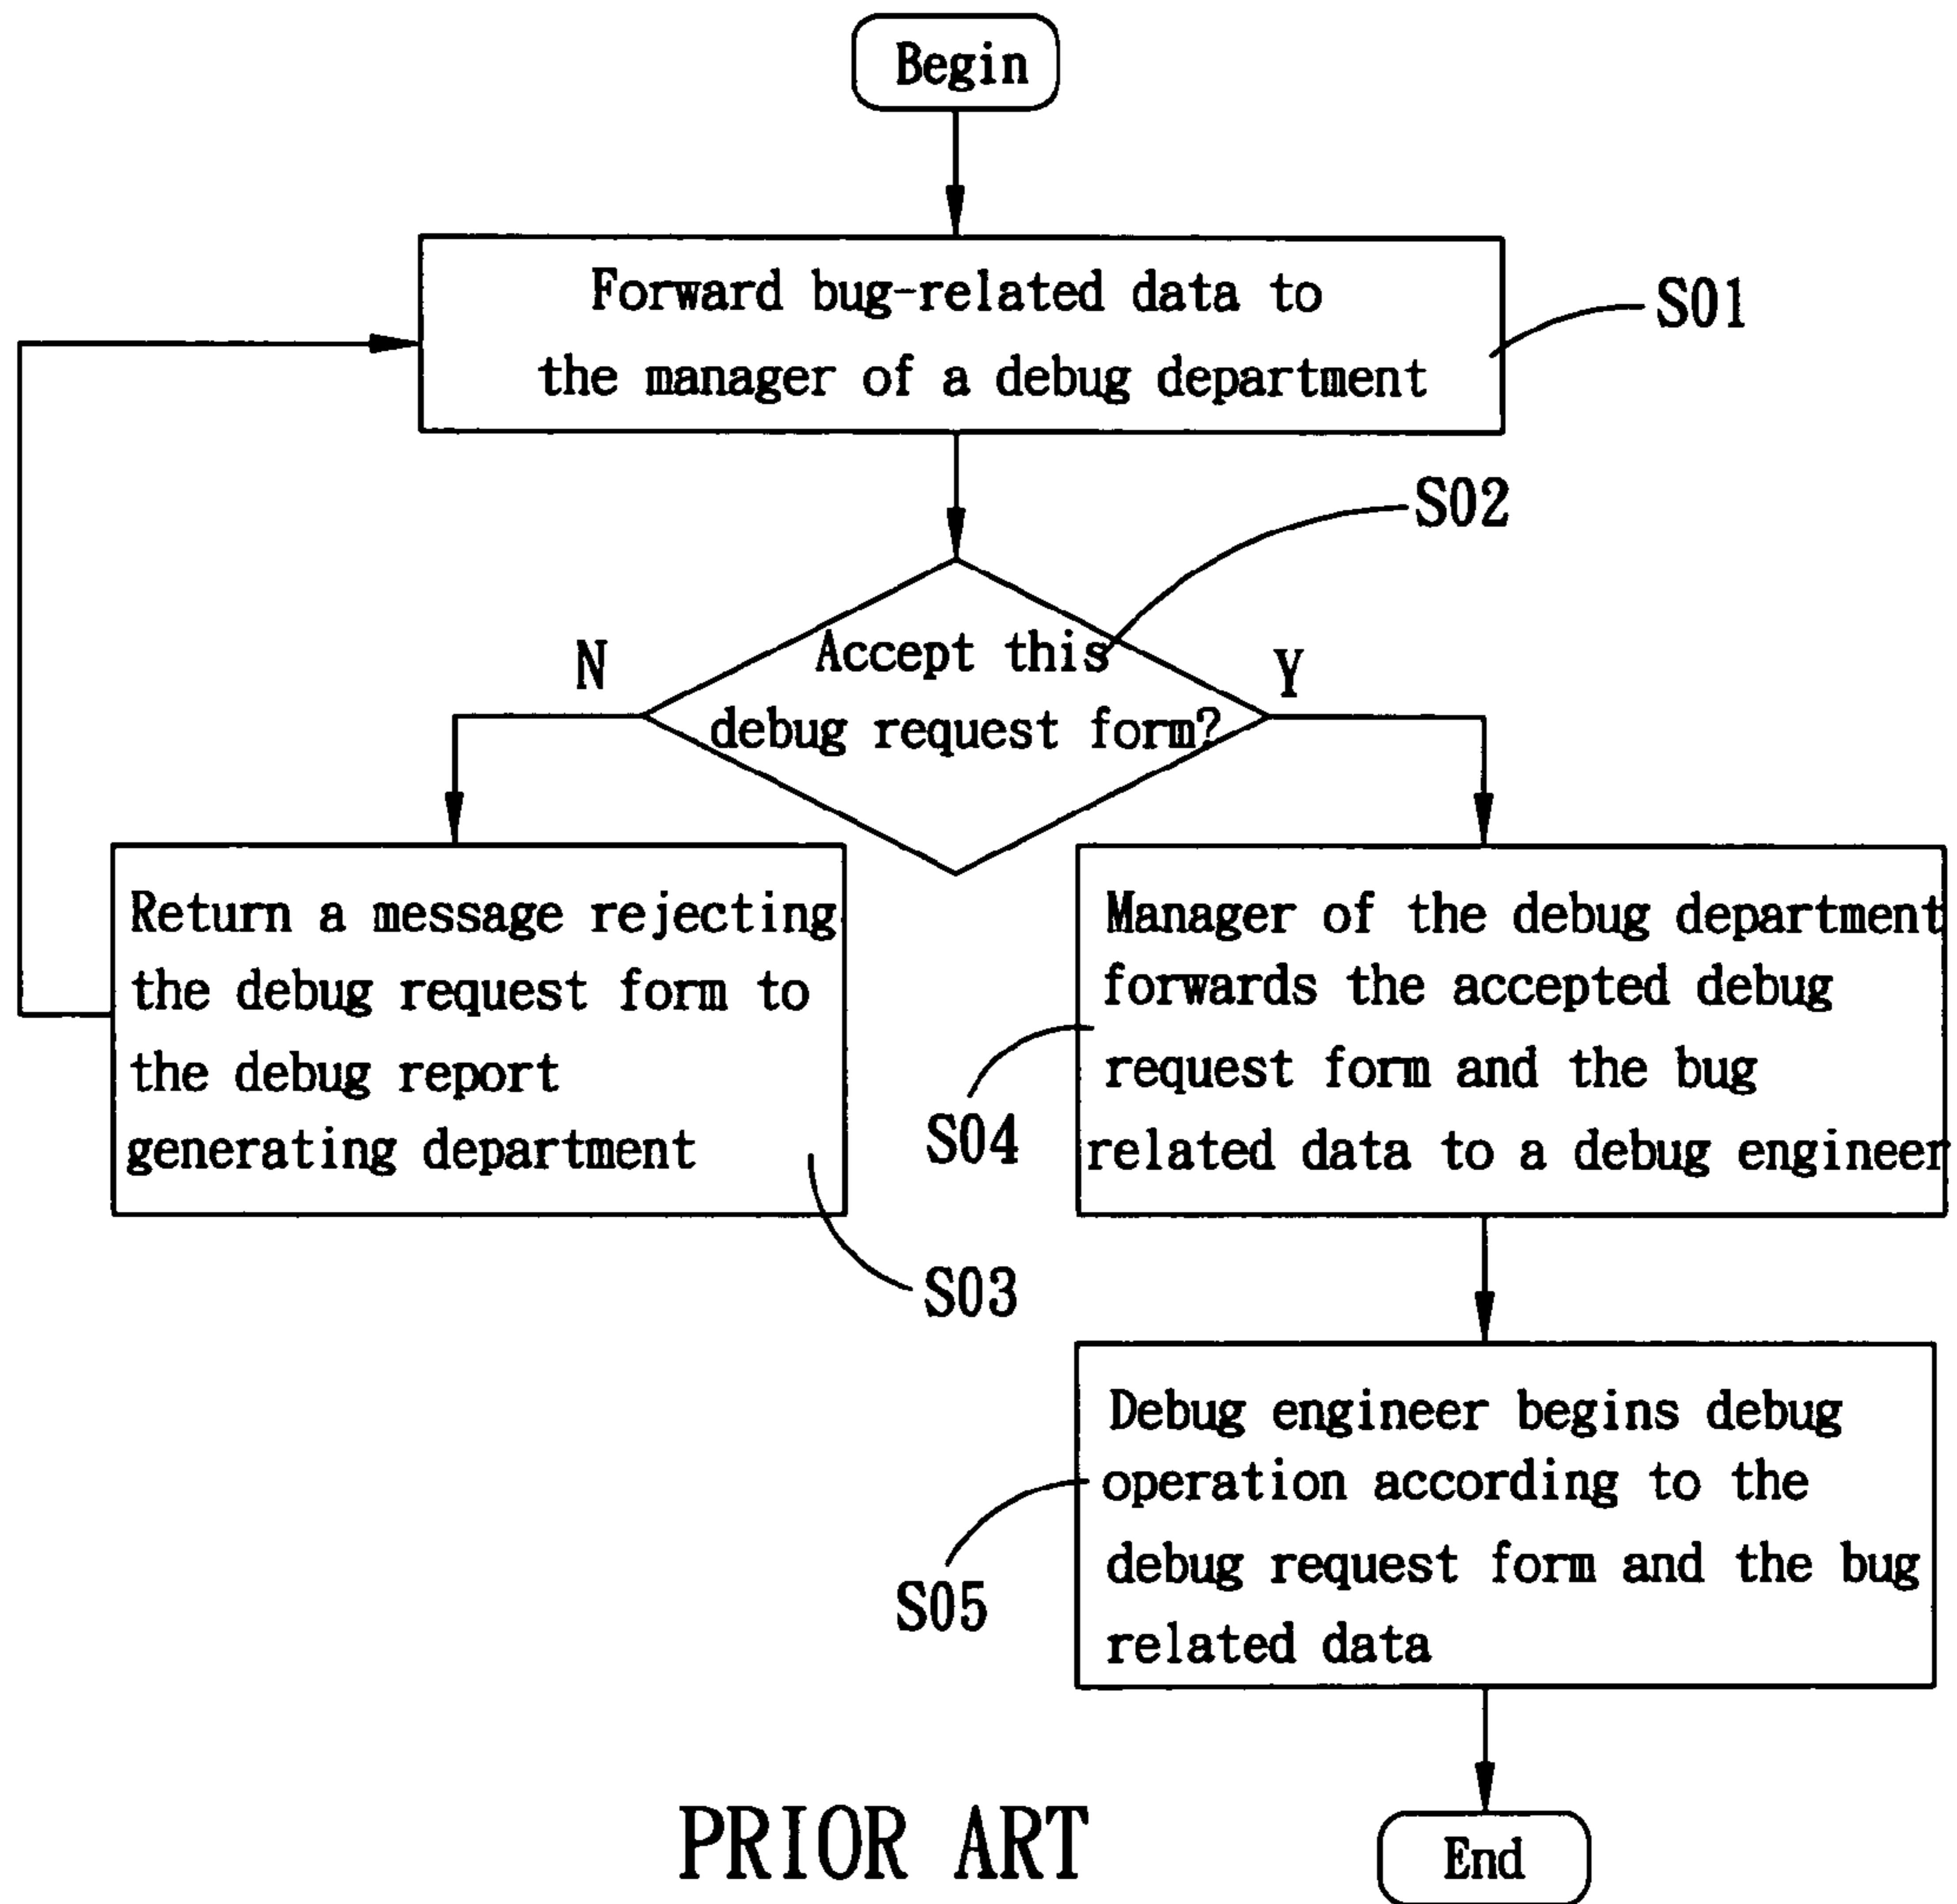 Begin
Forward bug-related data to
the manager of a debug department
S01
S02
Accept this
debug request form?
N
Y
Return a message rejecting
the debug request form to
the debug report
generating department
S03
Manager of the debug department
forwards the accepted debug
request form and the bug
related data to a debug engineer
S04
Debug engineer begins debug
operation according to the
debug request form and the bug
related data
S05
End
PRIOR ART